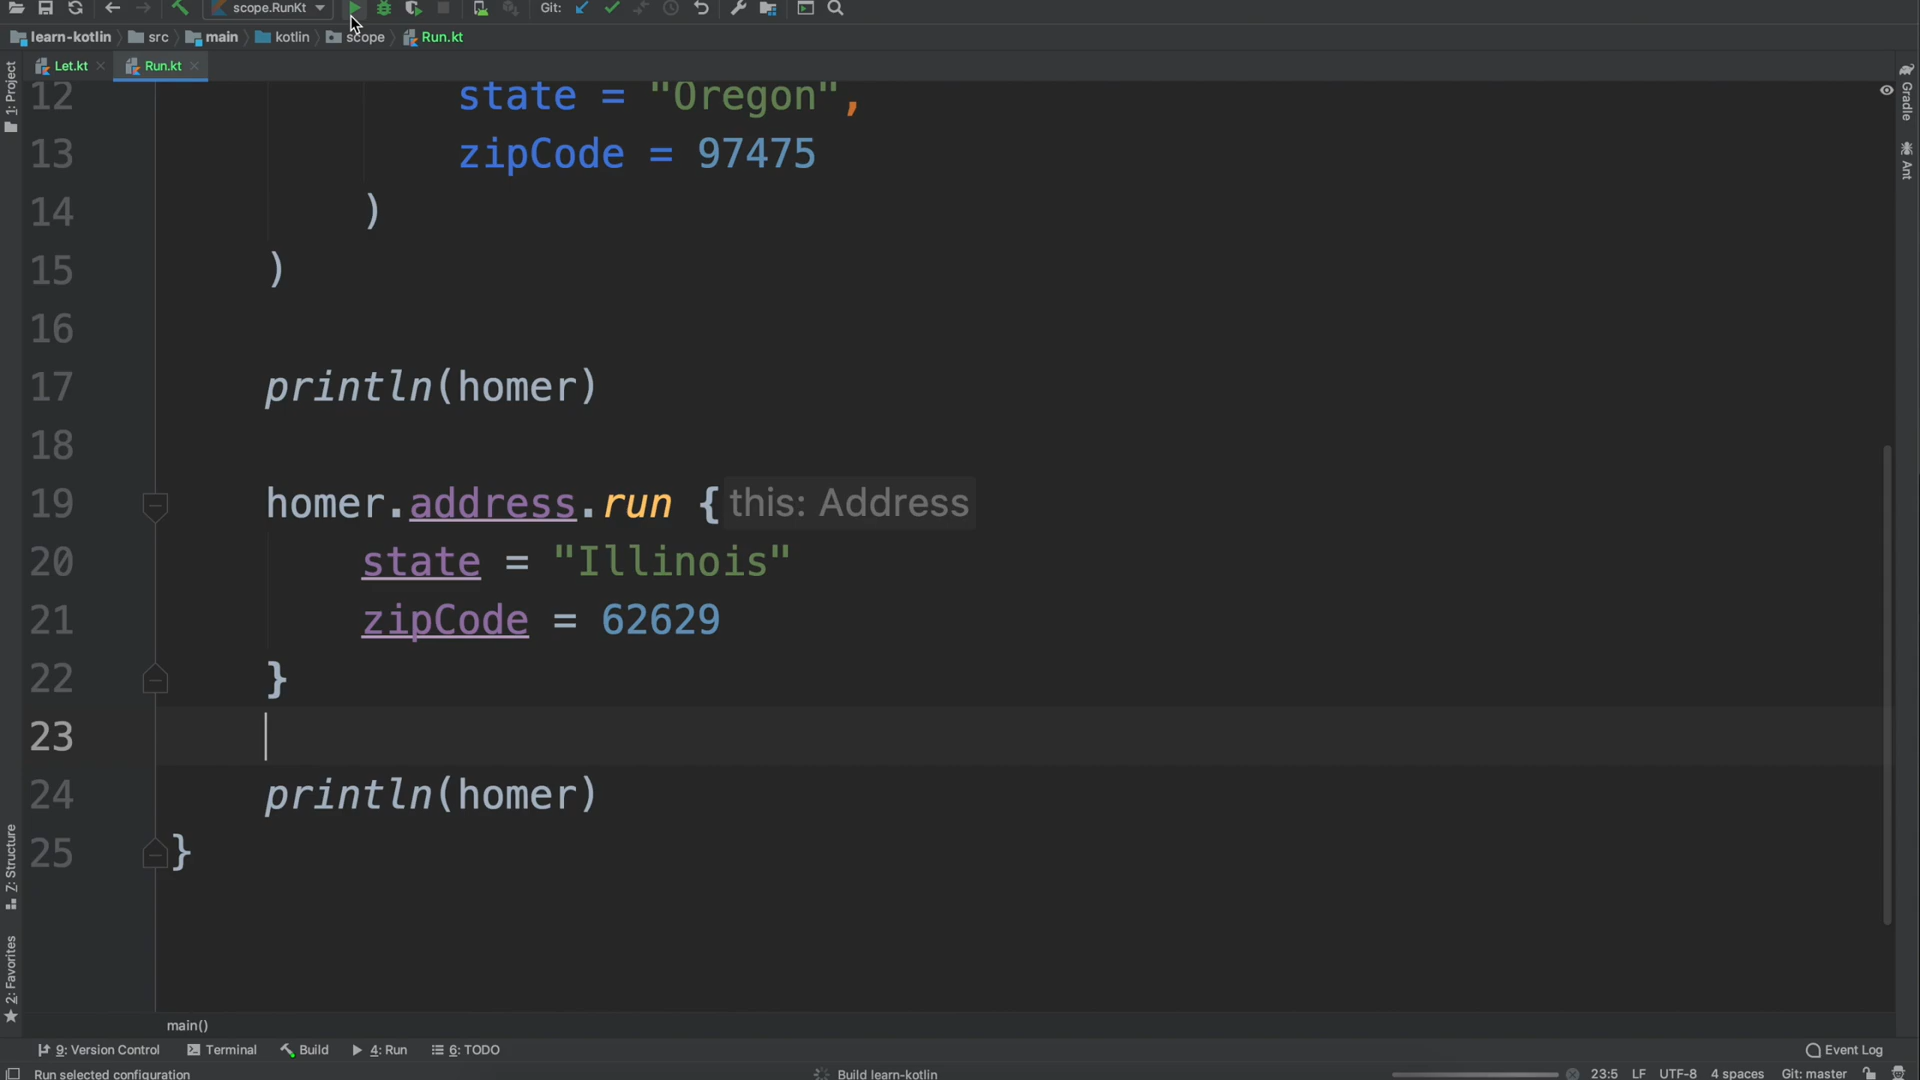 scope.RunKt Git:
learn-kotlin src main kotlin scope Run.kt
Let.kt Run.kt
1: Project
Gradle
Ant
12 state = "Oregon",
13 zipCode = 97475
14 )
15 )
16
17 println(homer)
18
19 homer.address.run { this: Address
20 state = "Illinois"
21 zipCode = 62629
22 }
23
24 println(homer)
25 }
Z: Structure
2: Favorites
main()
9: Version Control Terminal Build 4: Run 6: TODO Event Log
Run selected configuration Build learn-kotlin 23:5 LF UTF-8 4 spaces Git: master